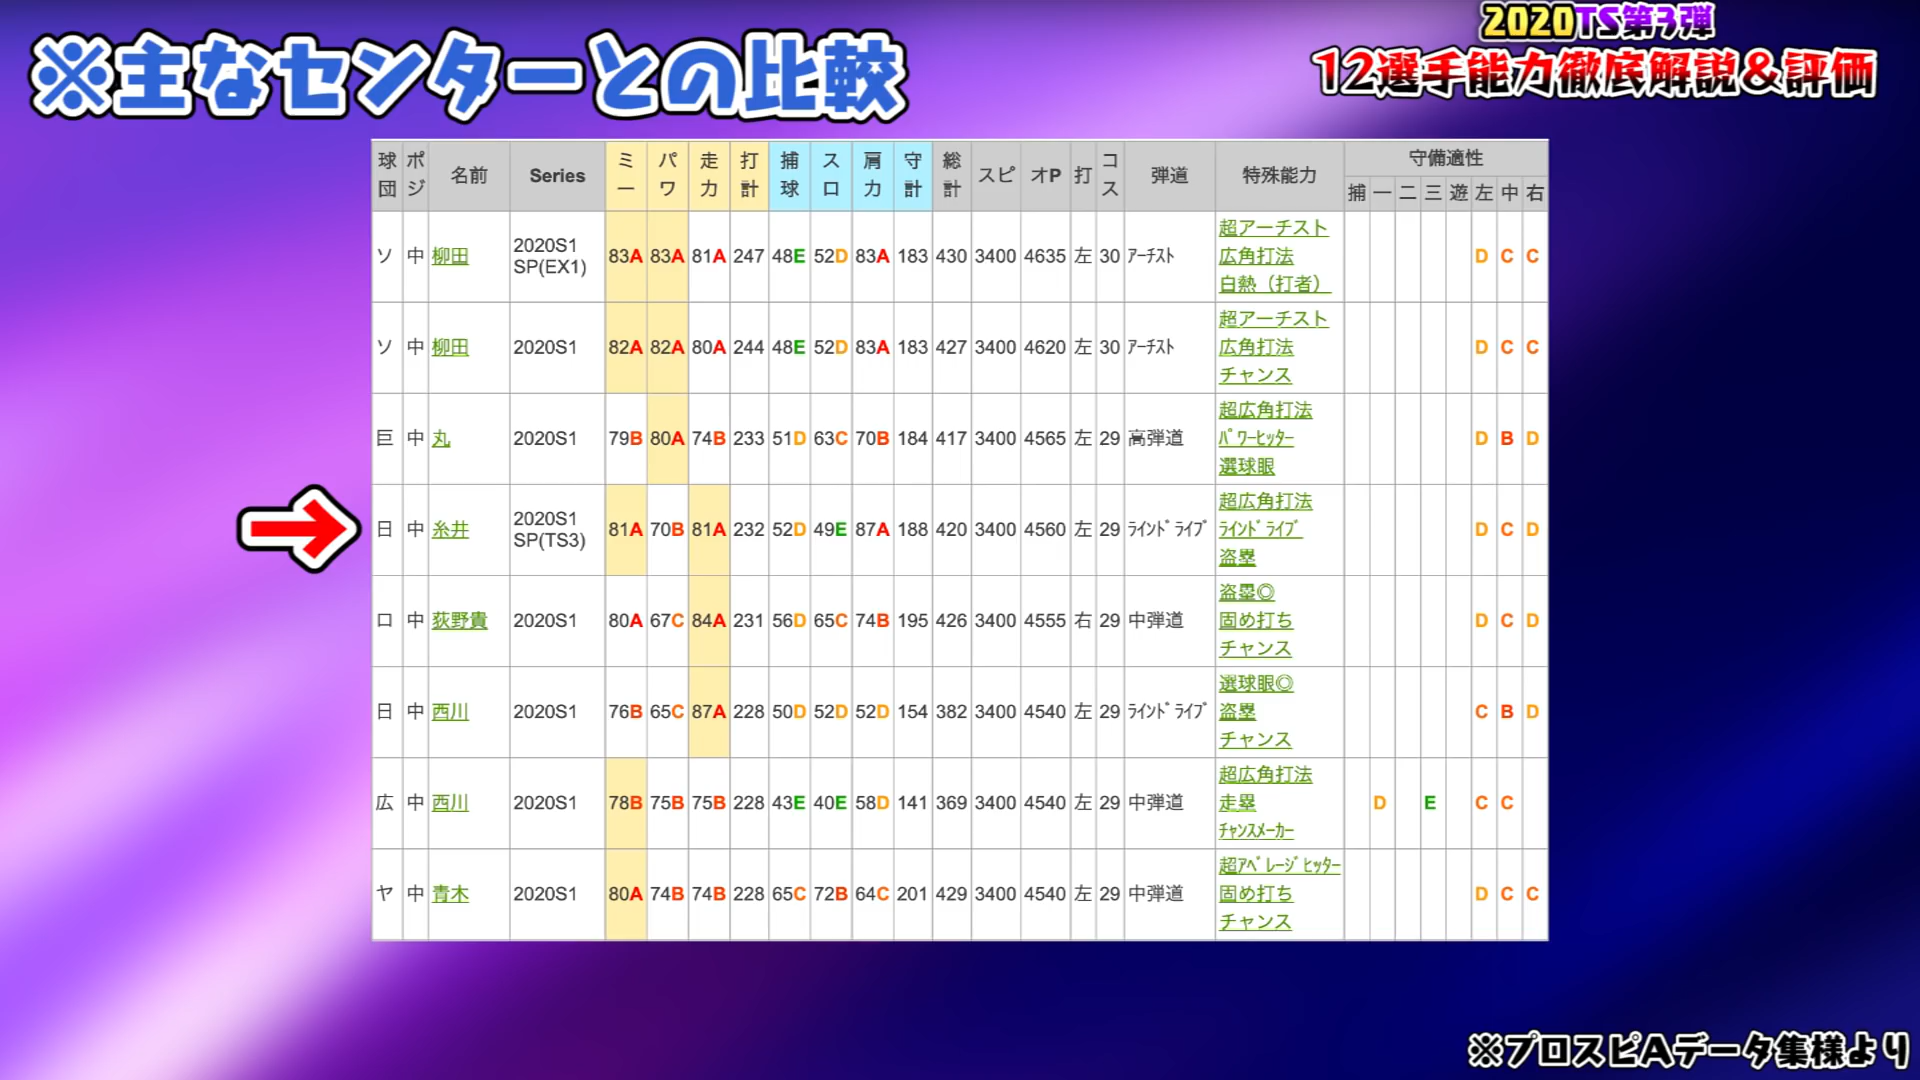 2020TS第3弾
12選手能力徹底解説&評価
※主なセンターとの比較
球団 ポジ 名前 Series ミー パワ 走力 打計 捕球 スロ 肩力 守計 総計 スピ オP 打 コス 弾道 特殊能力 守備適性
捕 一 二 三 遊 左 中 右
ソ 中 柳田 2020S1 SP(EX1) 83A 83A 81A 247 48E 52D 83A 183 430 3400 4635 左 30 アーチスト 超アーチスト 広角打法 白熱（打者） D C C
ソ 中 柳田 2020S1 82A 82A 80A 244 48E 52D 83A 183 427 3400 4620 左 30 アーチスト 超アーチスト 広角打法 チャンス D C C
巨 中 丸 2020S1 79B 80A 74B 233 51D 63C 70B 184 417 3400 4565 左 29 高弾道 超広角打法 パワーヒッター 選球眼 D B D
日 中 糸井 2020S1 SP(TS3) 81A 70B 81A 232 52D 49E 87A 188 420 3400 4560 左 29 ラインドライブ 超広角打法 ラインドライブ 盗塁 D C D
ロ 中 荻野貴 2020S1 80A 67C 84A 231 56D 65C 74B 195 426 3400 4555 右 29 中弾道 盗塁◎ 固め打ち チャンス D C D
日 中 西川 2020S1 76B 65C 87A 228 50D 52D 52D 154 382 3400 4540 左 29 ラインドライブ 選球眼◎ 盗塁 チャンス C B D
広 中 西川 2020S1 78B 75B 75B 228 43E 40E 58D 141 369 3400 4540 左 29 中弾道 超広角打法 走塁 チャンスメーカー D E C C
ヤ 中 青木 2020S1 80A 74B 74B 228 65C 72B 64C 201 429 3400 4540 左 29 中弾道 超アベレージヒッター 固め打ち チャンス D C C
※プロスピAデータ集様より